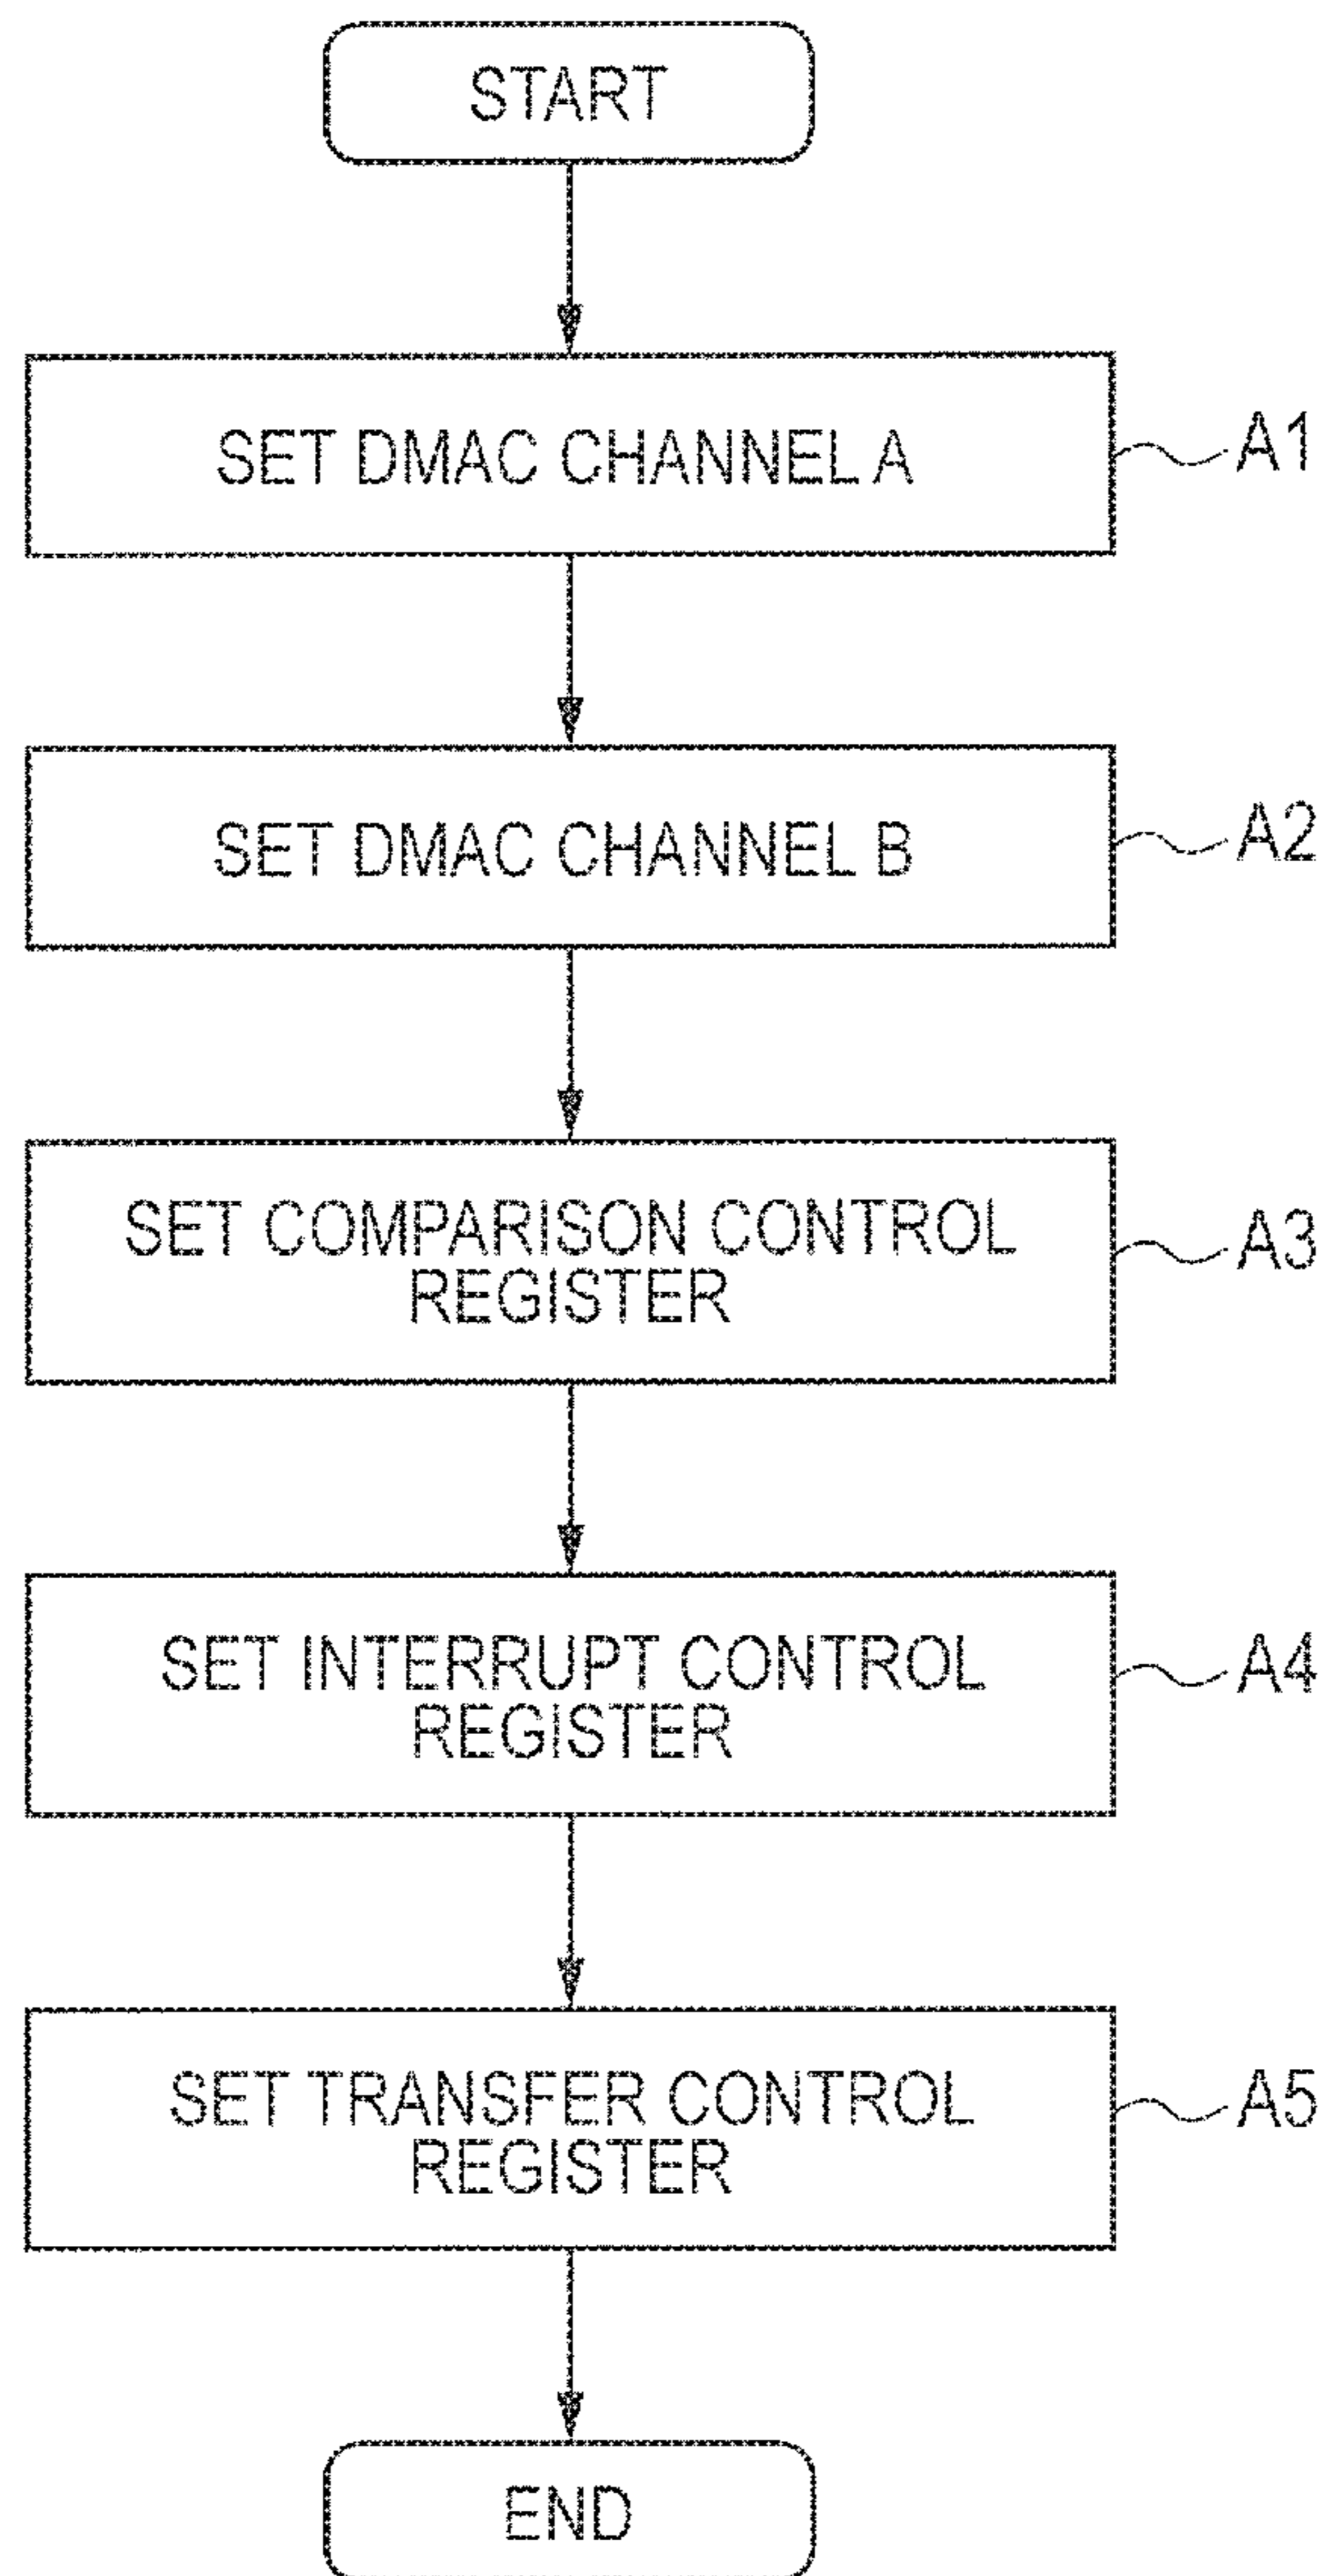 START
SET DMAC CHANNEL A
A1
SET DMAC CHANNEL B
A2
SET COMPARISON CONTROL
REGISTER
A3
SET INTERRUPT CONTROL
REGISTER
A4
SET TRANSFER CONTROL
REGISTER
A5
END